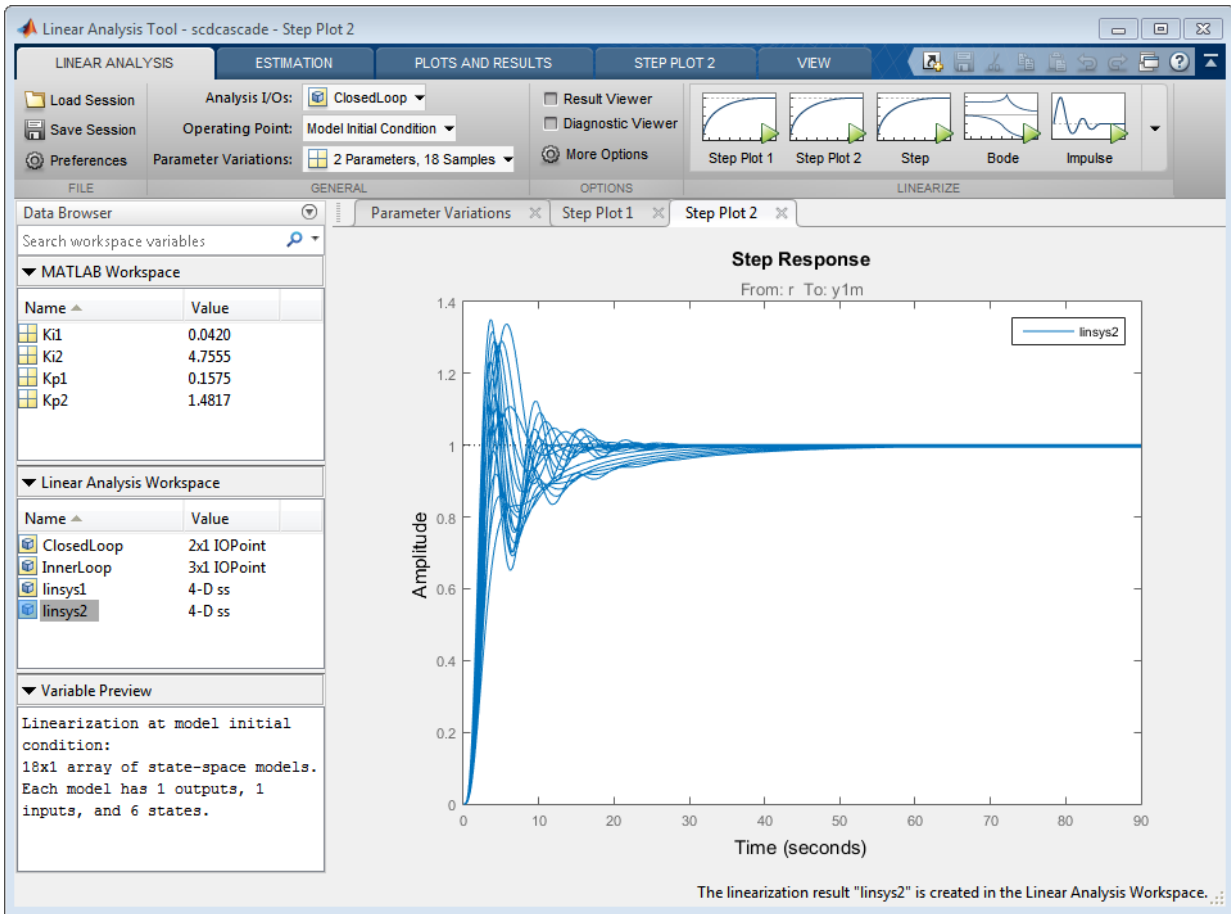 Linear Analysis Tool - scdcascade - Step Plot 2
LINEAR ANALYSIS ESTIMATION PLOTS AND RESULTS STEP PLOT 2 VIEW
Load Session
Save Session
Preferences
FILE
Analysis I/Os: ClosedLoop
Operating Point: Model Initial Condition
Parameter Variations: 2 Parameters, 18 Samples
GENERAL
Result Viewer
Diagnostic Viewer
More Options
OPTIONS
Step Plot 1 Step Plot 2 Step Bode Impulse
LINEARIZE
Data Browser
Search workspace variables
MATLAB Workspace
Name Value
Ki1 0.0420
Ki2 4.7555
Kp1 0.1575
Kp2 1.4817
Linear Analysis Workspace
Name Value
ClosedLoop 2x1 IOPoint
InnerLoop 3x1 IOPoint
linsys1 4-D ss
linsys2 4-D ss
Variable Preview
Linearization at model initial
condition:
18x1 array of state-space models.
Each model has 1 outputs, 1
inputs, and 6 states.
Parameter Variations Step Plot 1 Step Plot 2
Step Response
From: r To: y1m
linsys2
Amplitude
1.4
1.2
1
0.8
0.6
0.4
0.2
0
0 10 20 30 40 50 60 70 80 90
Time (seconds)
The linearization result "linsys2" is created in the Linear Analysis Workspace.